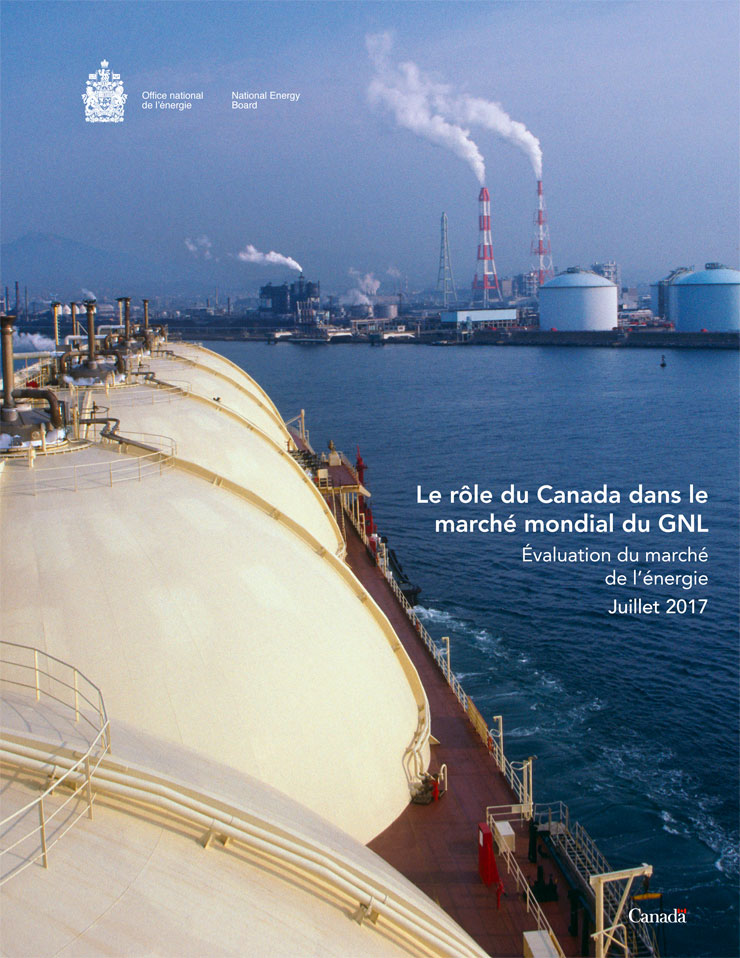 Office national
de l'énergie
National Energy
Board
Le rôle du Canada dans le
marché mondial du GNL
Évaluation du marché
de l'énergie
Juillet 2017
Canada